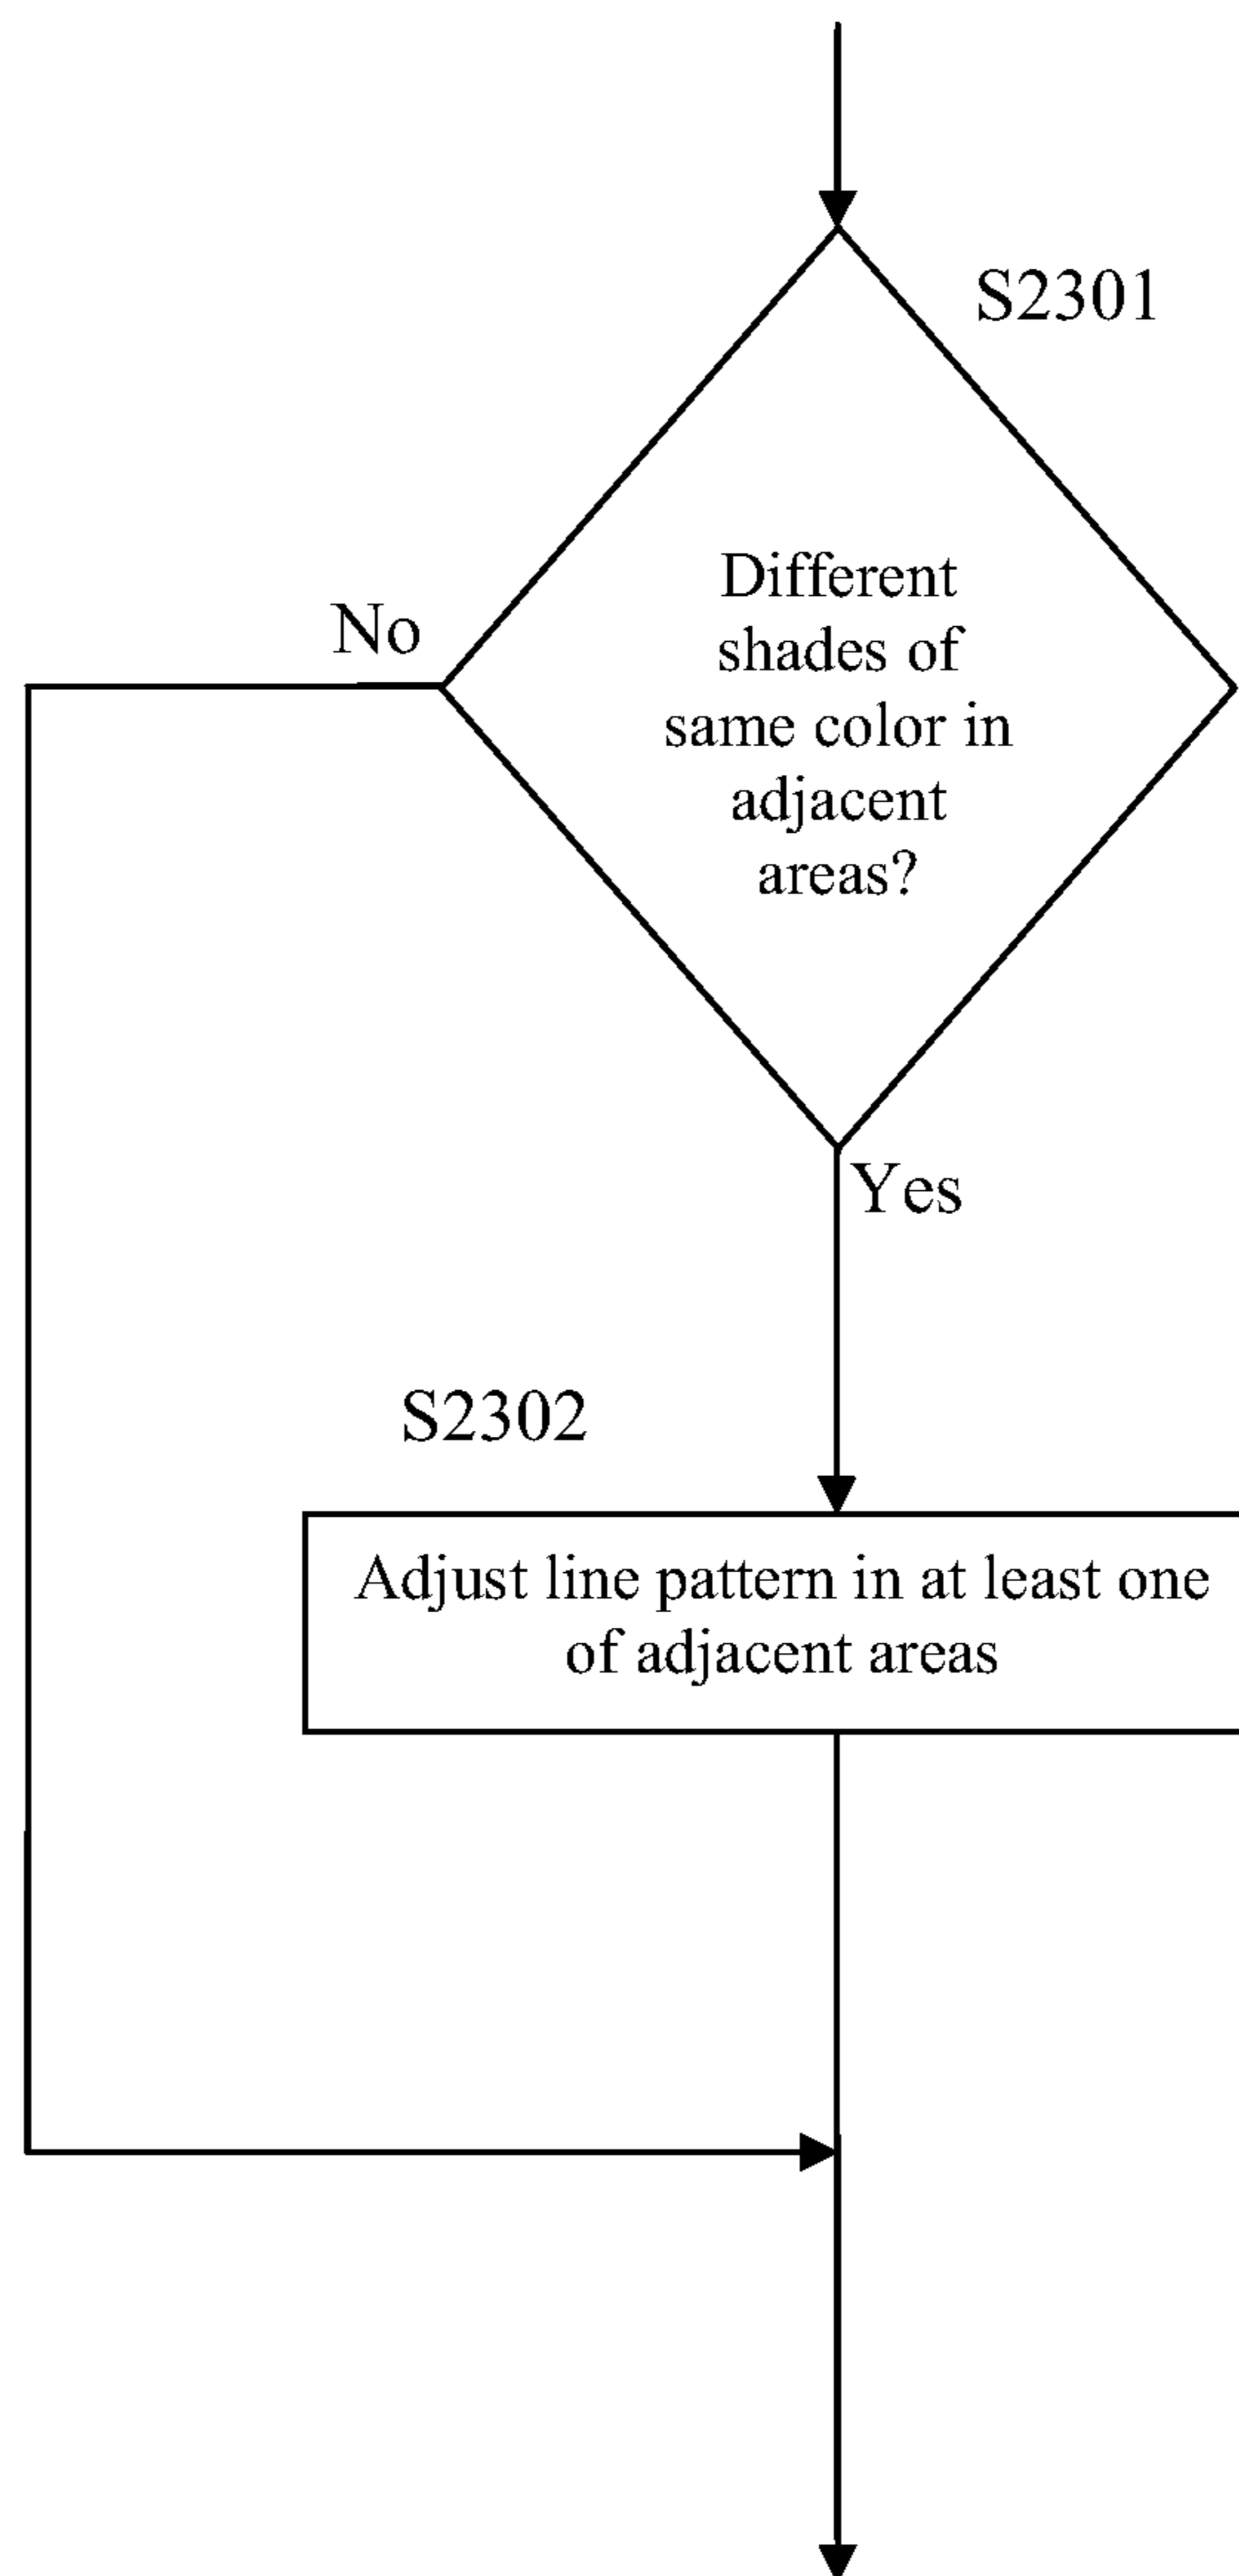 S2301
Different
shades of
same color in
adjacent
areas?
No
Yes
S2302
Adjust line pattern in at least one
of adjacent areas